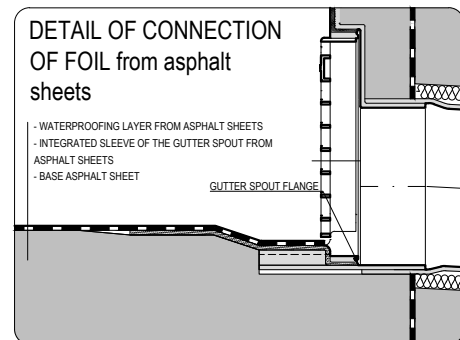 DETAIL OF CONNECTION
OF FOIL from asphalt
sheets
- WATERPROOFING LAYER FROM ASPHALT SHEETS
- INTEGRATED SLEEVE OF THE GUTTER SPOUT FROM
ASPHALT SHEETS
- BASE ASPHALT SHEET
GUTTER SPOUT FLANGE